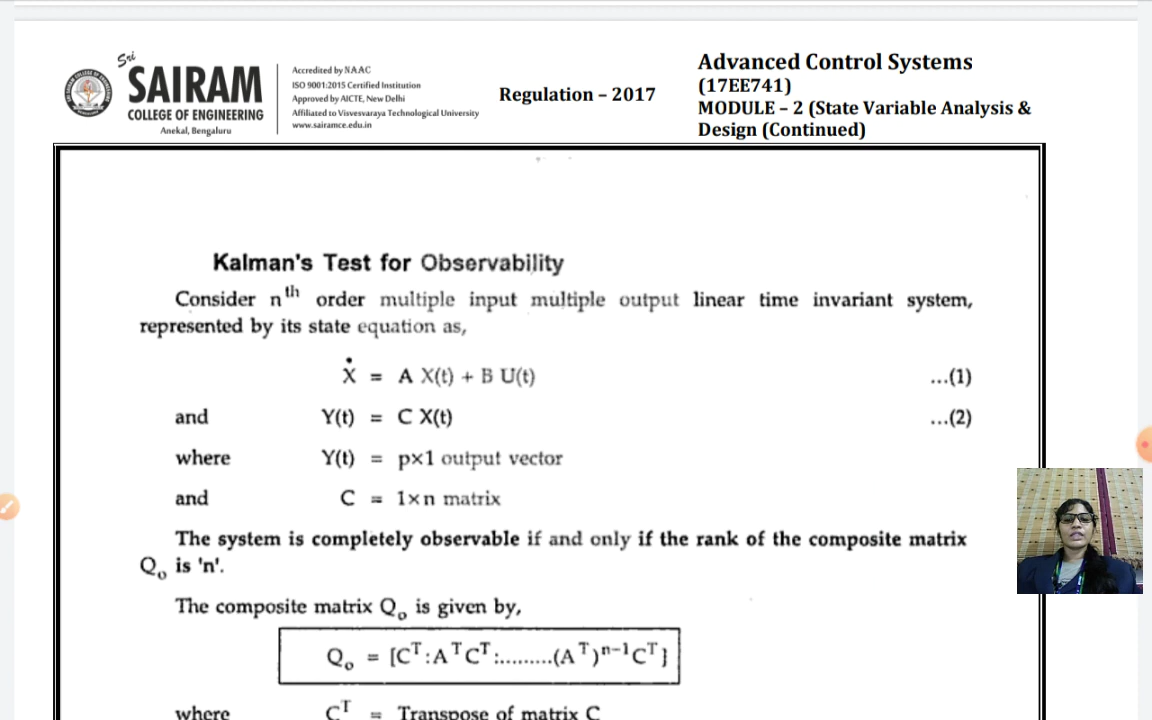 Sri
SAIRAM
COLLEGE OF ENGINEERING
Anekal, Bengaluru
Accredited by NAAC
ISO 9001:2015 Certified Institution
Approved by AICTE, New Delhi
Affiliated to Visvesvaraya Technological University
www.sairamce.edu.in
Regulation – 2017
Advanced Control Systems
(17EE741)
MODULE – 2 (State Variable Analysis &
Design (Continued)
Kalman's Test for Observability
Consider nᵗʰ order multiple input multiple output linear time invariant system,
represented by its state equation as,
Ẋ = A X(t) + B U(t) ...(1)
and Y(t) = C X(t) ...(2)
where Y(t) = p×1 output vector
and C = 1×n matrix
The system is completely observable if and only if the rank of the composite matrix
Qₒ is 'n'.
The composite matrix Qₒ is given by,
Qₒ = [Cᵀ:AᵀCᵀ:.........(Aᵀ)ⁿ⁻¹Cᵀ]
where Cᵀ = Transpose of matrix C